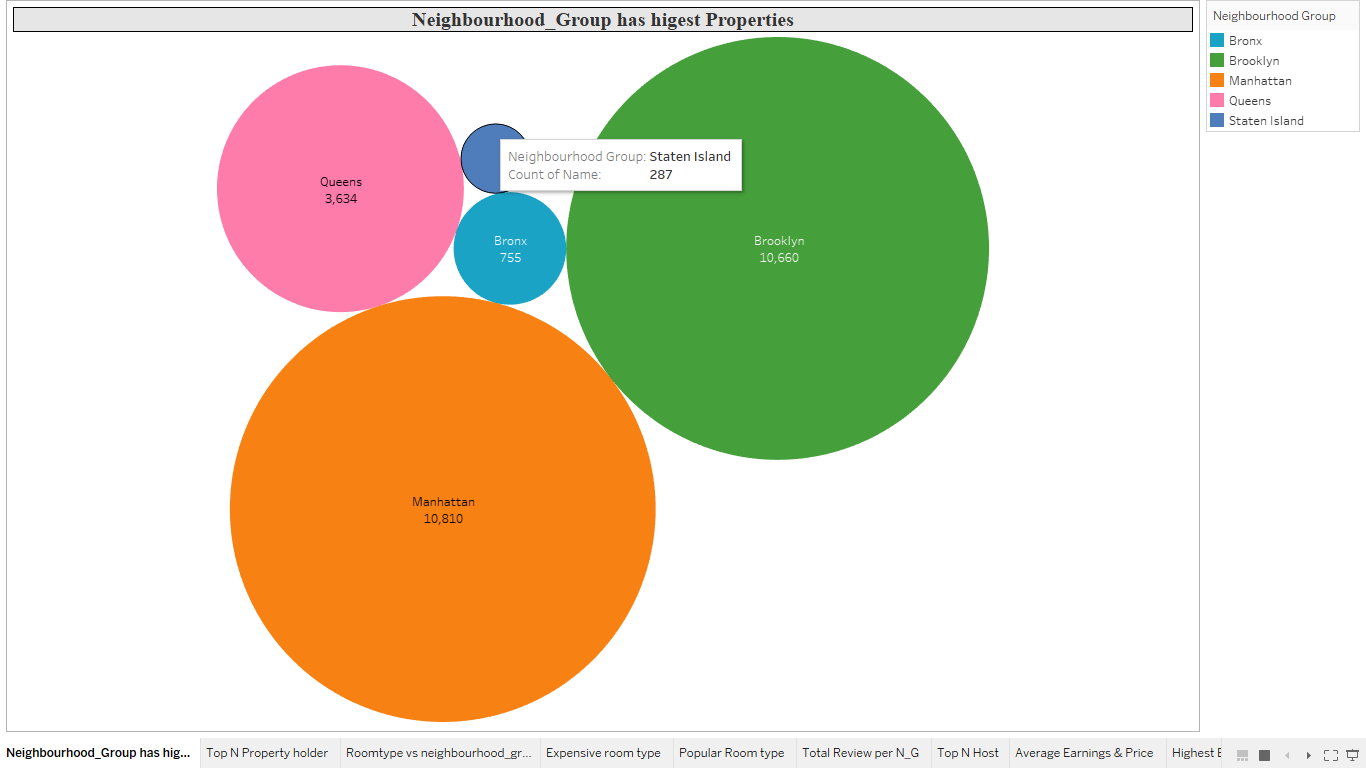 Neighbourhood_Group has higest Properties
Neighbourhood Group
Bronx
Brooklyn
Manhattan
Queens
Staten Island
Queens
3,634
Neighbourhood Group: Staten Island
Count of Name: 287
Bronx
755
Brooklyn
10,660
Manhattan
10,810
Neighbourhood_Group has hig... Top N Property holder Roomtype vs neighbourhood_gr... Expensive room type Popular Room type Total Review per N_G Top N Host Average Earnings & Price Highest E